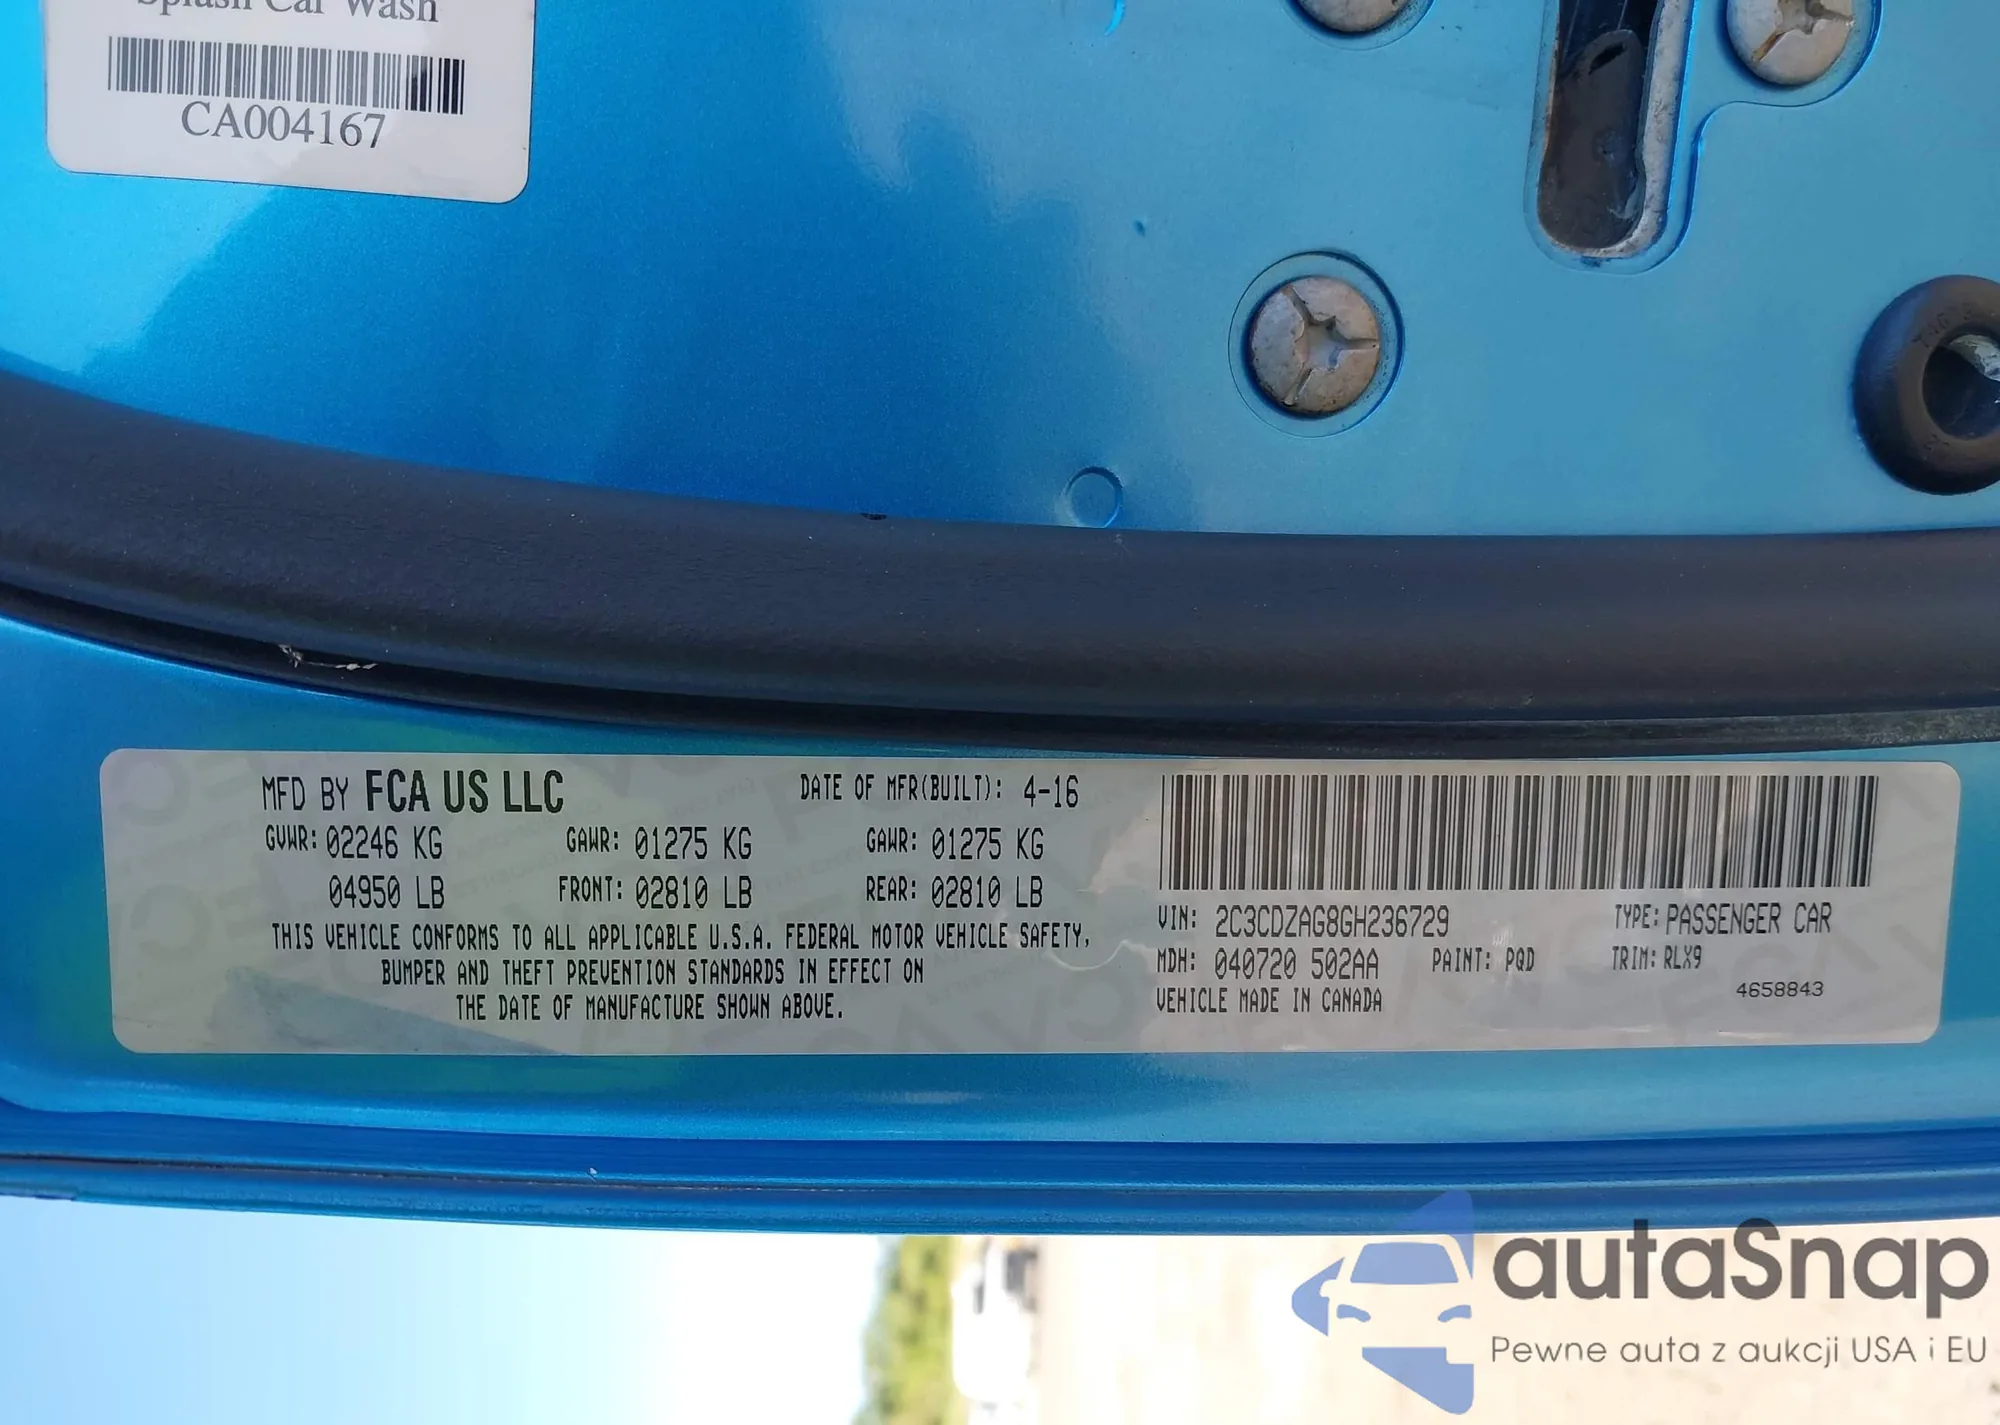 Splash Car Wash
CA004167
MFD BY FCA US LLC
DATE OF MFR(BUILT): 4-16
GVWR: 02246 KG
GAWR: 01275 KG
GAWR: 01275 KG
04950 LB
FRONT: 02810 LB
REAR: 02810 LB
THIS VEHICLE CONFORMS TO ALL APPLICABLE U.S.A. FEDERAL MOTOR VEHICLE SAFETY,
BUMPER AND THEFT PREVENTION STANDARDS IN EFFECT ON
THE DATE OF MANUFACTURE SHOWN ABOVE.
VIN: 2C3CDZAG8GH236729
TYPE: PASSENGER CAR
MDH: 040720 502AA
PAINT: PQD
TRIM: RLX9
VEHICLE MADE IN CANADA
4658843
autaSnap
Pewne auta z aukcji USA i EU